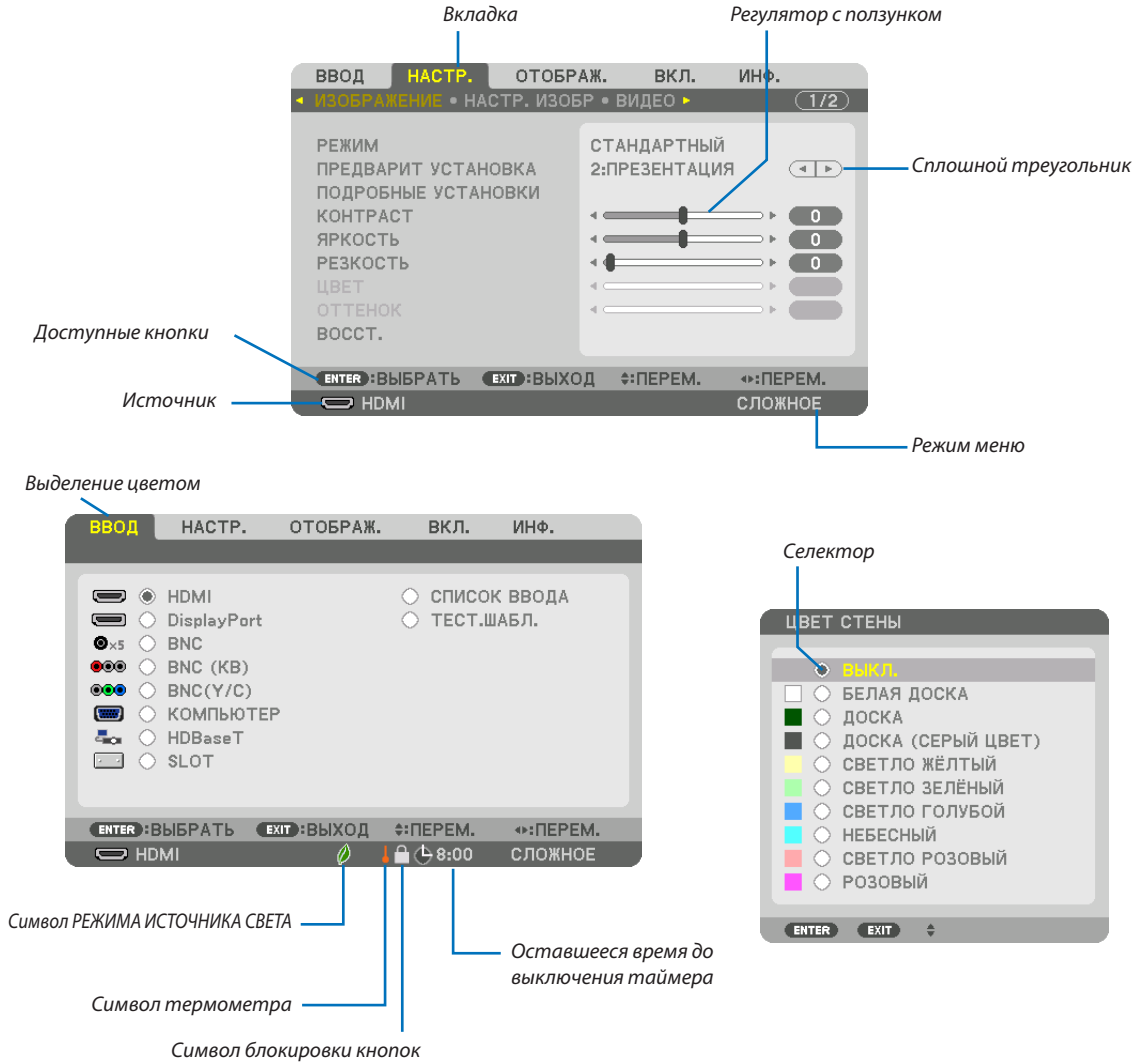 Вкладка
Регулятор с ползунком
ВВОД НАСТР. ОТОБРАЖ. ВКЛ. ИНФ.
ИЗОБРАЖЕНИЕ • НАСТР. ИЗОБР • ВИДЕО 1/2
РЕЖИМ СТАНДАРТНЫЙ
ПРЕДВАРИТ УСТАНОВКА 2:ПРЕЗЕНТАЦИЯ
Сплошной треугольник
ПОДРОБНЫЕ УСТАНОВКИ
КОНТРАСТ 0
ЯРКОСТЬ 0
РЕЗКОСТЬ 0
ЦВЕТ
ОТТЕНОК
ВОССТ.
Доступные кнопки
ENTER :ВЫБРАТЬ EXIT :ВЫХОД :ПЕРЕМ. :ПЕРЕМ.
Источник
HDMI СЛОЖНОЕ
Режим меню
Выделение цветом
ВВОД НАСТР. ОТОБРАЖ. ВКЛ. ИНФ.
HDMI СПИСОК ВВОДА
DisplayPort ТЕСТ.ШАБЛ.
x5 BNC
BNC (КВ)
BNC(Y/C)
КОМПЬЮТЕР
HDBaseT
SLOT
ENTER :ВЫБРАТЬ EXIT :ВЫХОД :ПЕРЕМ. :ПЕРЕМ.
HDMI 8:00 СЛОЖНОЕ
Символ РЕЖИМА ИСТОЧНИКА СВЕТА
Оставшееся время до
выключения таймера
Символ термометра
Символ блокировки кнопок
Селектор
ЦВЕТ СТЕНЫ
ВЫКЛ.
БЕЛАЯ ДОСКА
ДОСКА
ДОСКА (СЕРЫЙ ЦВЕТ)
СВЕТЛО ЖЁЛТЫЙ
СВЕТЛО ЗЕЛЁНЫЙ
СВЕТЛО ГОЛУБОЙ
НЕБЕСНЫЙ
СВЕТЛО РОЗОВЫЙ
РОЗОВЫЙ
ENTER EXIT